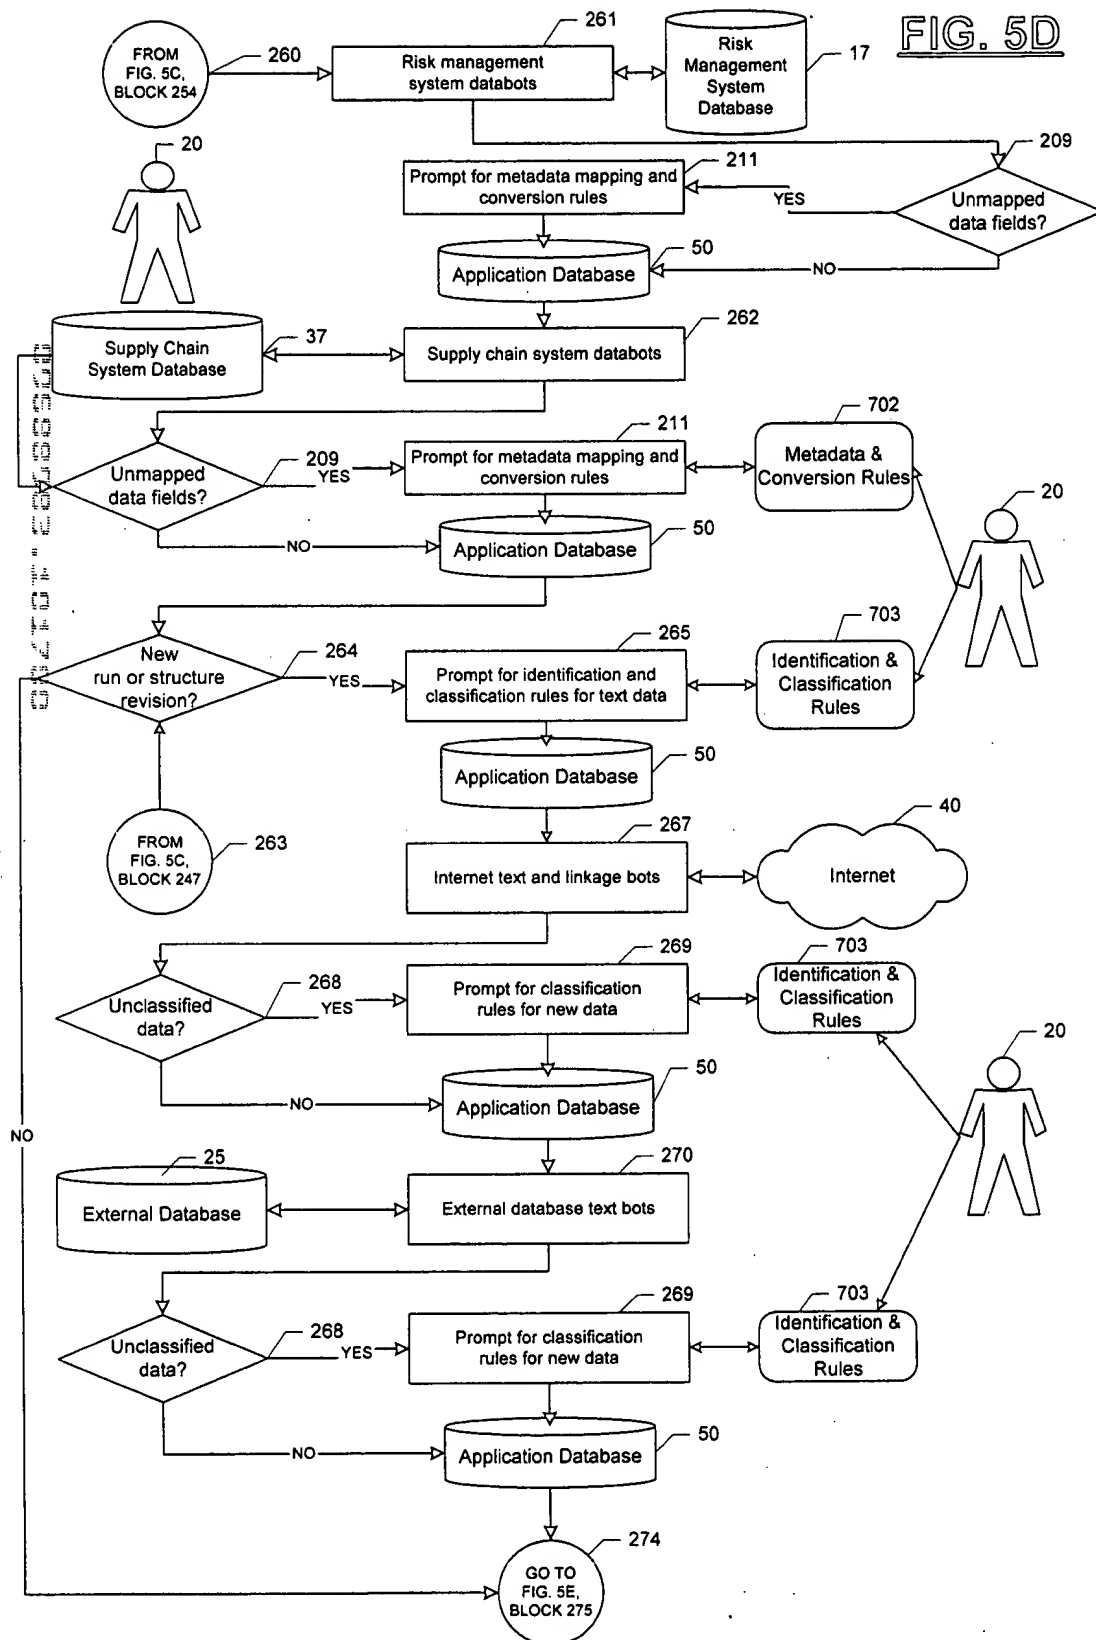 FIG. 5D
FROM
FIG. 5C,
BLOCK 254
260
261
Risk management
system databots
Risk
Management
System
Database
17
20
209
Unmapped
data fields?
YES
NO
211
Prompt for metadata mapping and
conversion rules
50
Application Database
262
Supply chain system databots
37
Supply Chain
System Database
Unmapped
data fields?
209
YES
NO
211
Prompt for metadata mapping and
conversion rules
702
Metadata &
Conversion Rules
20
50
Application Database
New
run or structure
revision?
264
YES
265
Prompt for identification and
classification rules for text data
703
Identification &
Classification
Rules
50
Application Database
FROM
FIG. 5C,
BLOCK 247
263
267
Internet text and linkage bots
40
Internet
Unclassified
data?
268
YES
NO
269
Prompt for classification
rules for new data
703
Identification &
Classification
Rules
20
50
Application Database
NO
25
External Database
270
External database text bots
Unclassified
data?
268
YES
NO
269
Prompt for classification
rules for new data
703
Identification &
Classification
Rules
50
Application Database
274
GO TO
FIG. 5E,
BLOCK 275